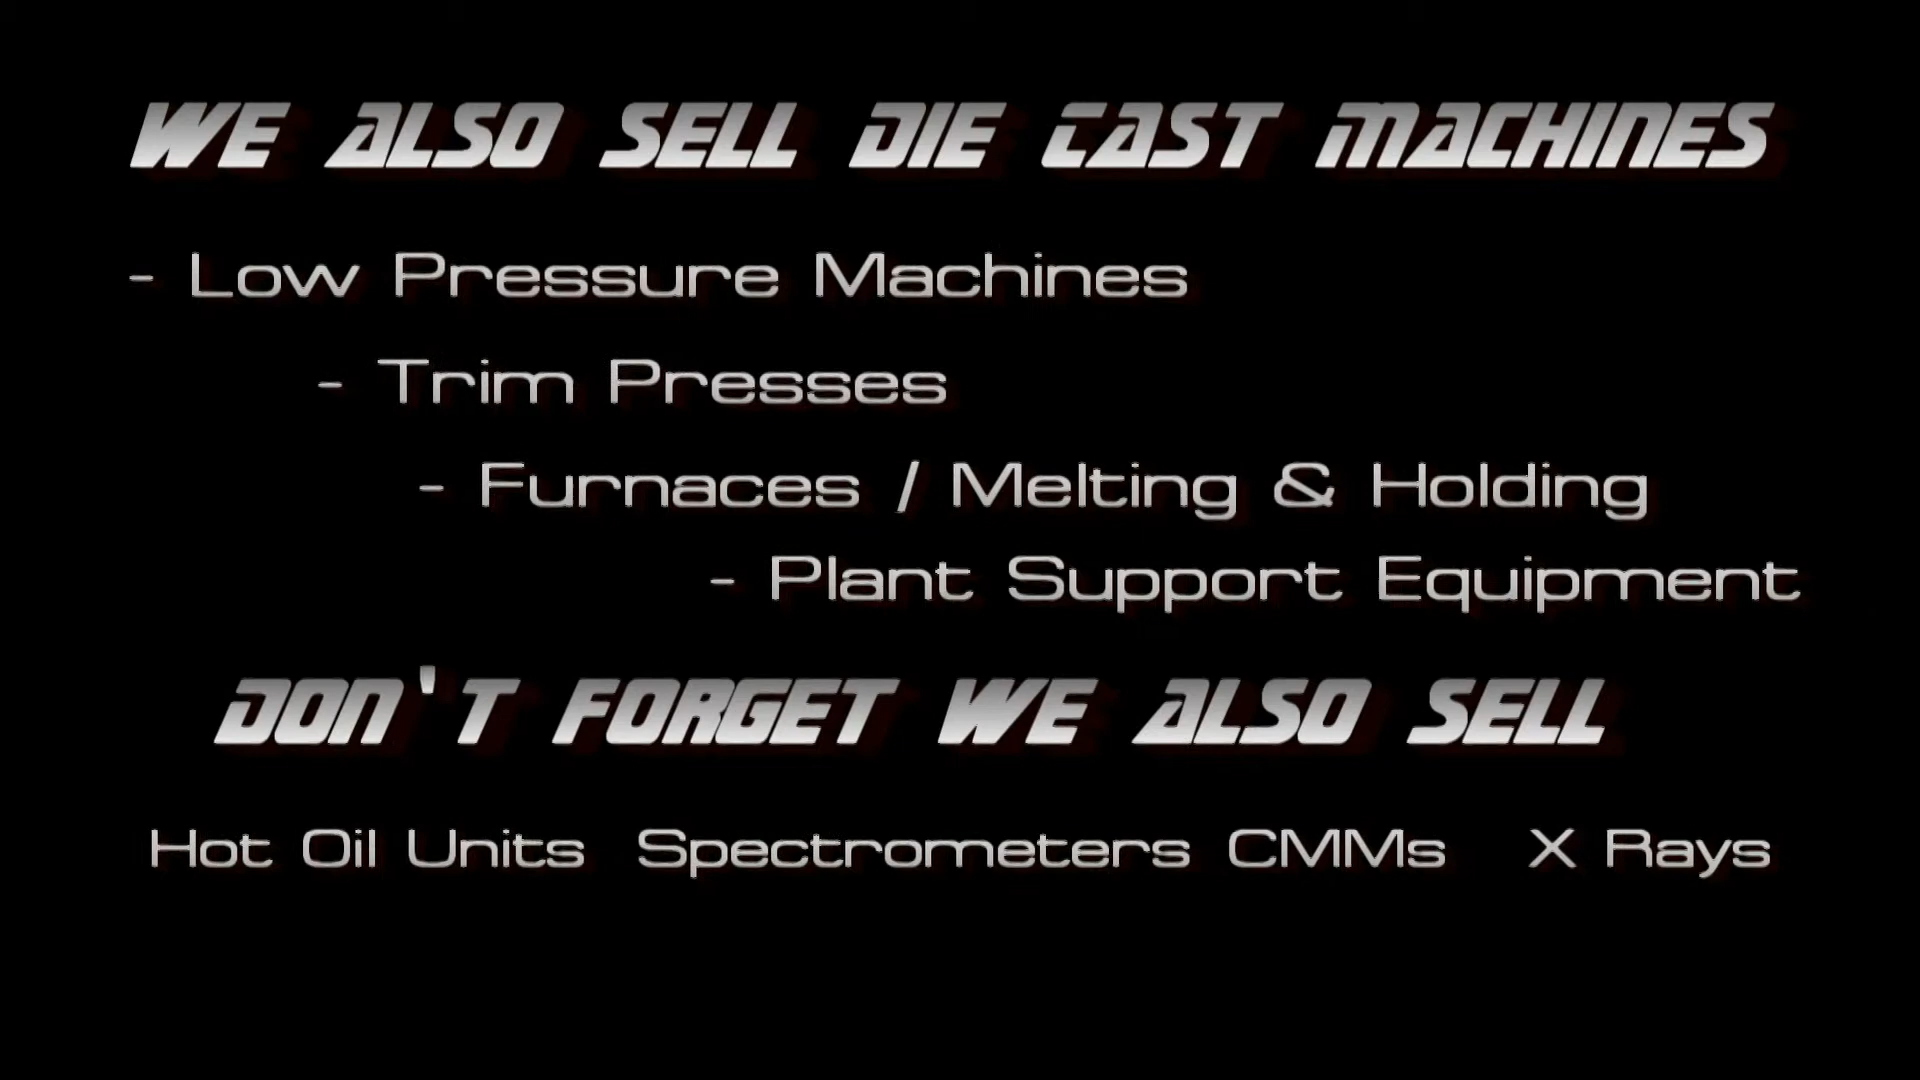 WE ALSO SELL DIE CAST MACHINES
- Low Pressure Machines
- Trim Presses
- Furnaces / Melting & Holding
- Plant Support Equipment
DON'T FORGET WE ALSO SELL
Hot Oil Units Spectrometers CMMs X Rays